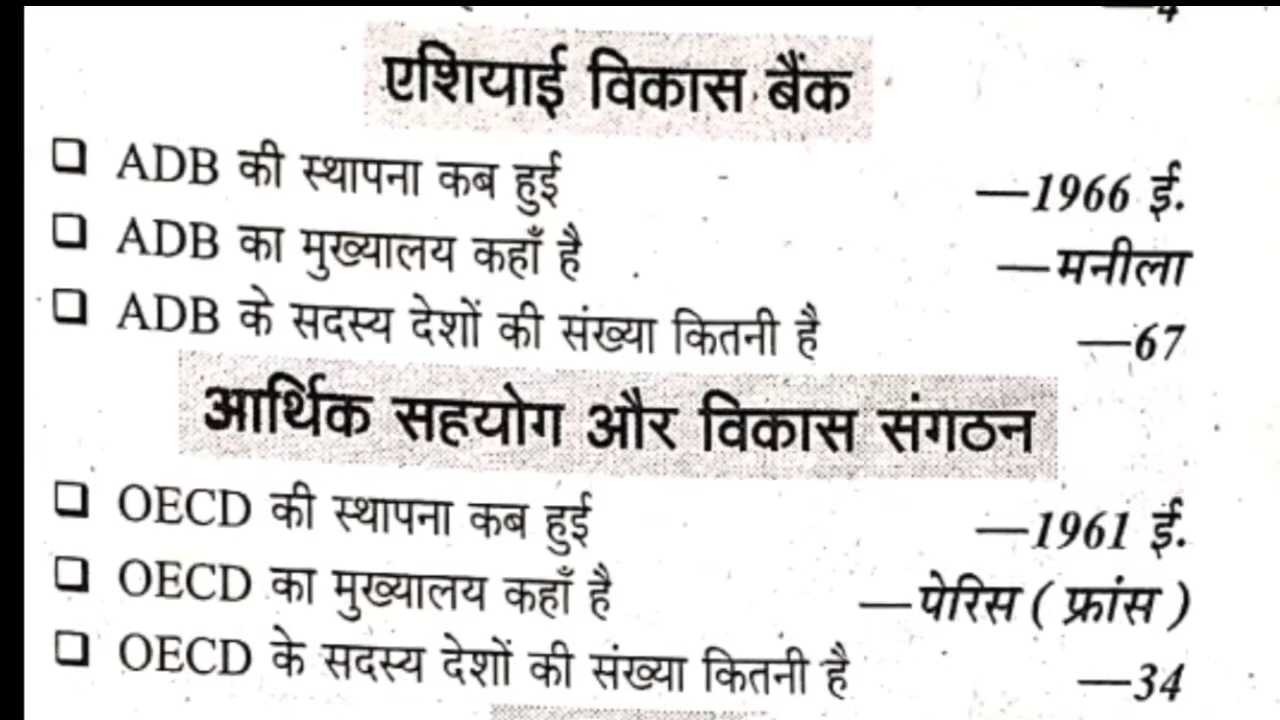 —4
एशियाई विकास बैंक
❑ ADB की स्थापना कब हुई —1966 ई.
❑ ADB का मुख्यालय कहाँ है —मनीला
❑ ADB के सदस्य देशों की संख्या कितनी है —67
आर्थिक सहयोग और विकास संगठन
❑ OECD की स्थापना कब हुई —1961 ई.
❑ OECD का मुख्यालय कहाँ है —पेरिस ( फ्रांस )
❑ OECD के सदस्य देशों की संख्या कितनी है —34